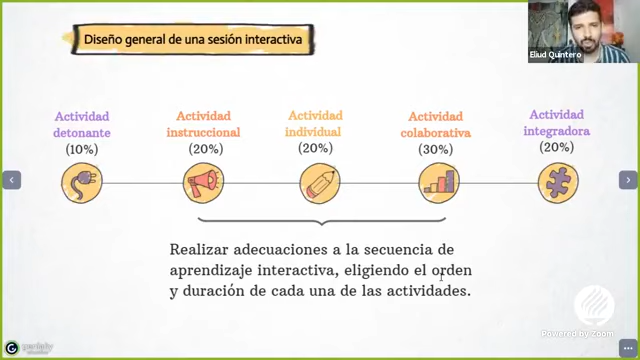 Diseño general de una sesión interactiva
Eliud Quintero
Actividad
detonante
(10%)
Actividad
instruccional
(20%)
Actividad
individual
(20%)
Actividad
colaborativa
(30%)
Actividad
integradora
(20%)
Realizar adecuaciones a la secuencia de
aprendizaje interactiva, eligiendo el orden
y duración de cada una de las actividades.
Powered by Zoom
genially